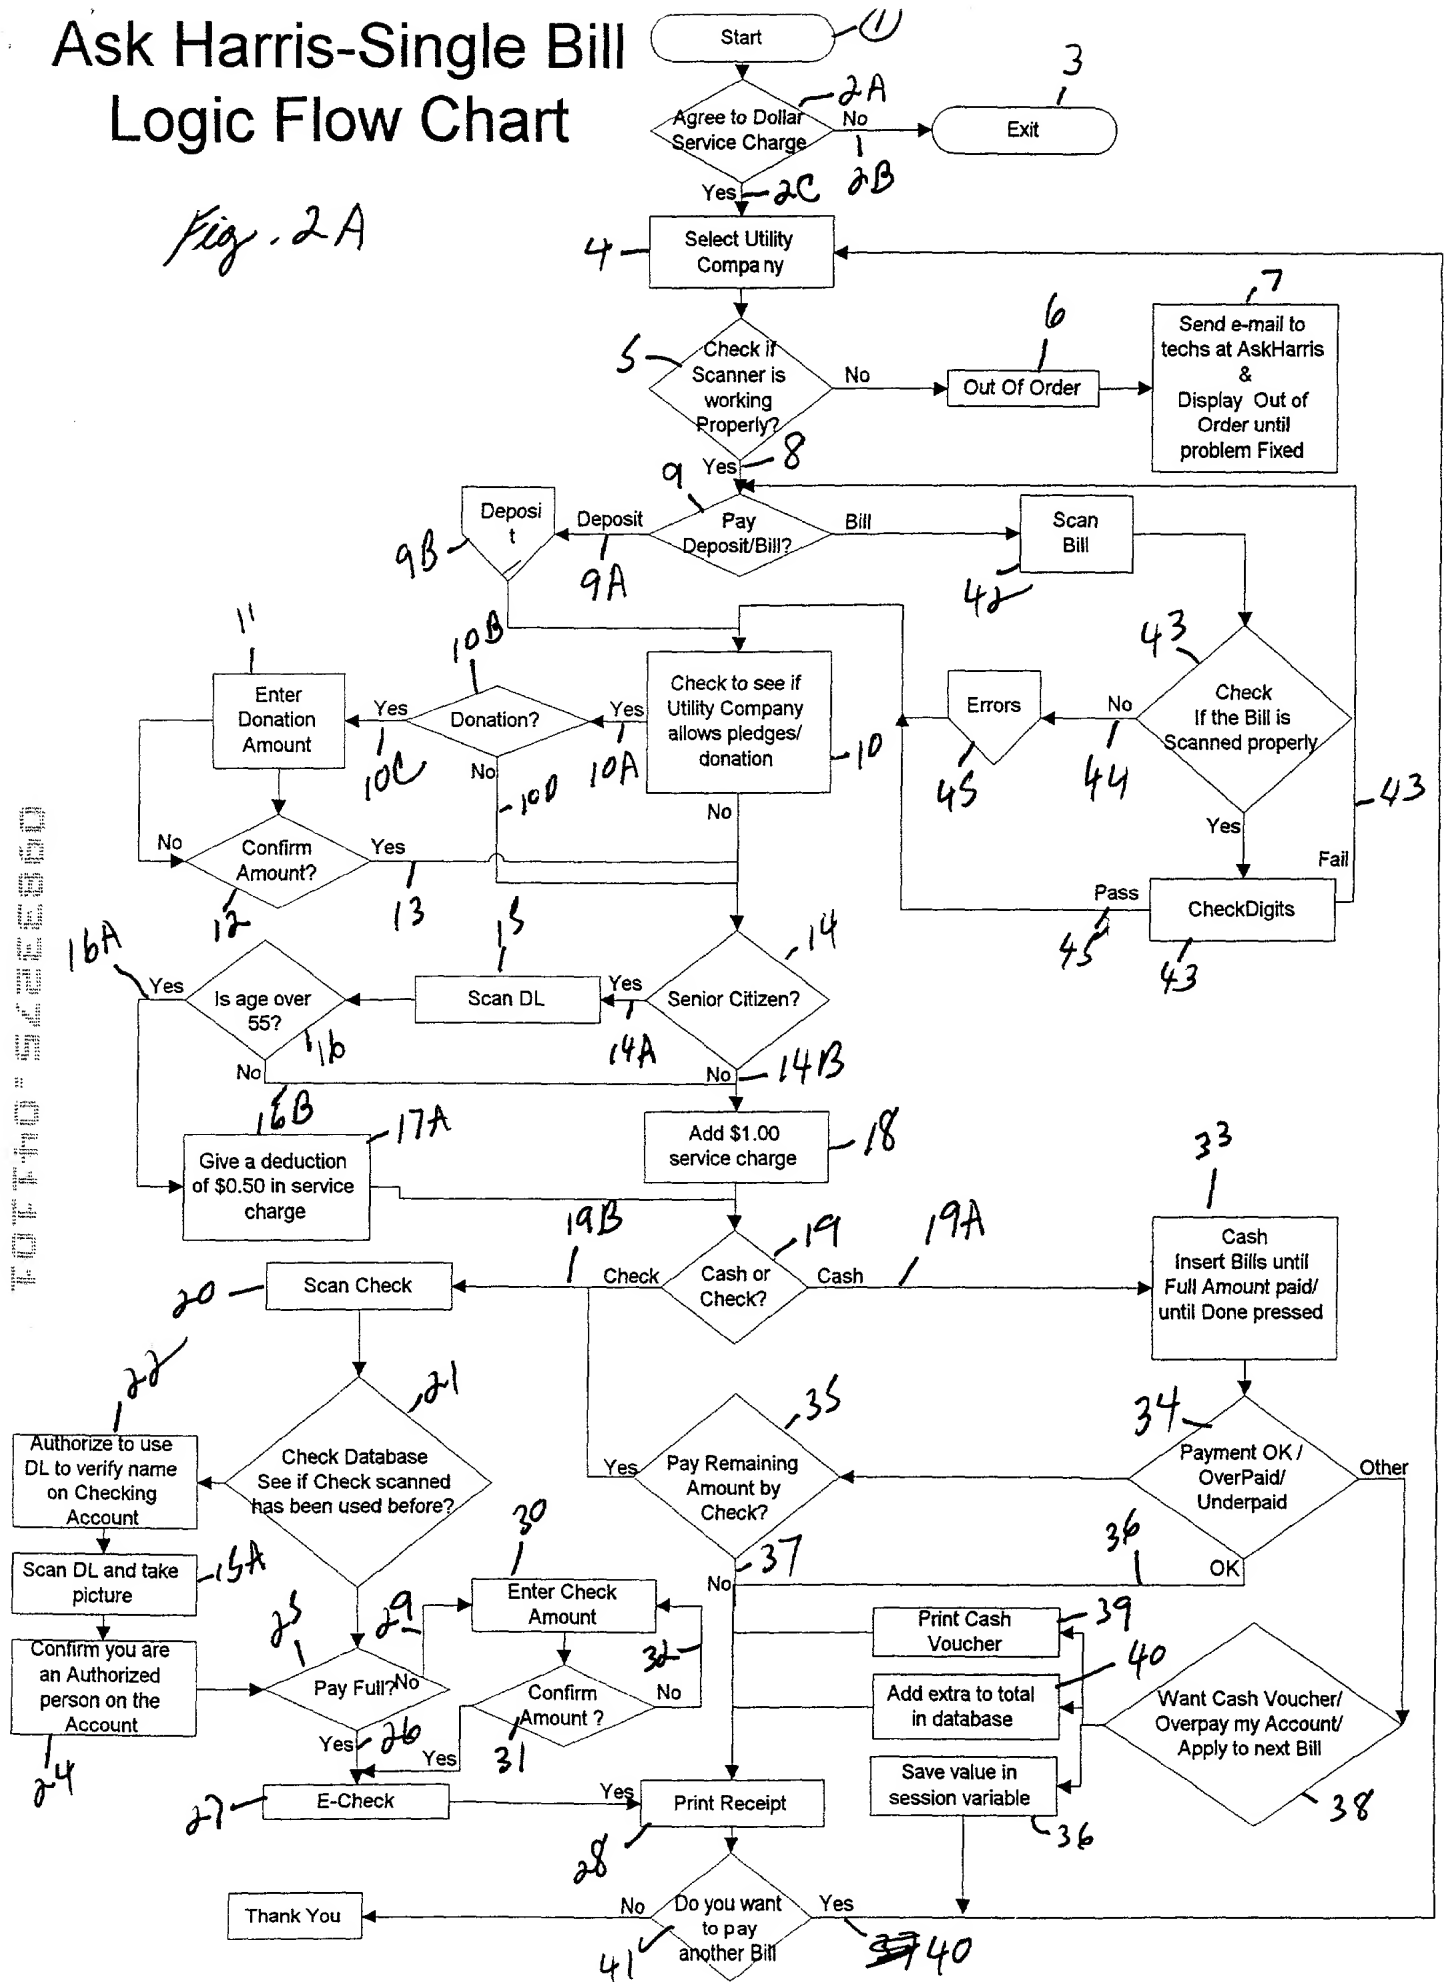 Ask Harris-Single Bill
Logic Flow Chart
Fig. 2A
Start
1
Agree to Dollar
Service Charge
2A
No
2B
Exit
3
Yes
2C
4
Select Utility
Company
5
Check if
Scanner is
working
Properly?
No
Out Of Order
6
7
Send e-mail to
techs at AskHarris
&
Display Out of
Order until
problem Fixed
Yes
8
9
Pay
Deposit/Bill?
Deposit
9A
Deposi
t
9B
Bill
Scan
Bill
42
43
Check
If the Bill is
Scanned properly
No
44
Errors
45
Yes
CheckDigits
43
Fail
43
Pass
45
Check to see if
Utility Company
allows pledges/
donation
10
Yes
10A
Donation?
10B
Yes
10C
No
10D
11
Enter
Donation
Amount
No
Confirm
Amount?
12
Yes
13
No
Senior Citizen?
14
Yes
14A
Scan DL
15
Is age over
55?
16
Yes
16A
No
16B
No
14B
Add $1.00
service charge
18
Give a deduction
of $0.50 in service
charge
17A
Cash or
Check?
19
Check
19B
Cash
19A
33
Cash
Insert Bills until
Full Amount paid/
until Done pressed
20
Scan Check
21
Check Database
See if Check scanned
has been used before?
22
Authorize to use
DL to verify name
on Checking
Account
Scan DL and take
picture
15A
Confirm you are
an Authorized
person on the
Account
24
25
Pay Full?
No
29
30
Enter Check
Amount
Confirm
Amount ?
31
No
32
Yes
Yes
26
27
E-Check
Yes
Print Receipt
28
34
Payment OK /
OverPaid/
Underpaid
Other
OK
36
35
Pay Remaining
Amount by
Check?
Yes
No
37
Print Cash
Voucher
39
Add extra to total
in database
40
Save value in
session variable
36
Want Cash Voucher/
Overpay my Account/
Apply to next Bill
38
Do you want
to pay
another Bill
41
No
Thank You
Yes
40